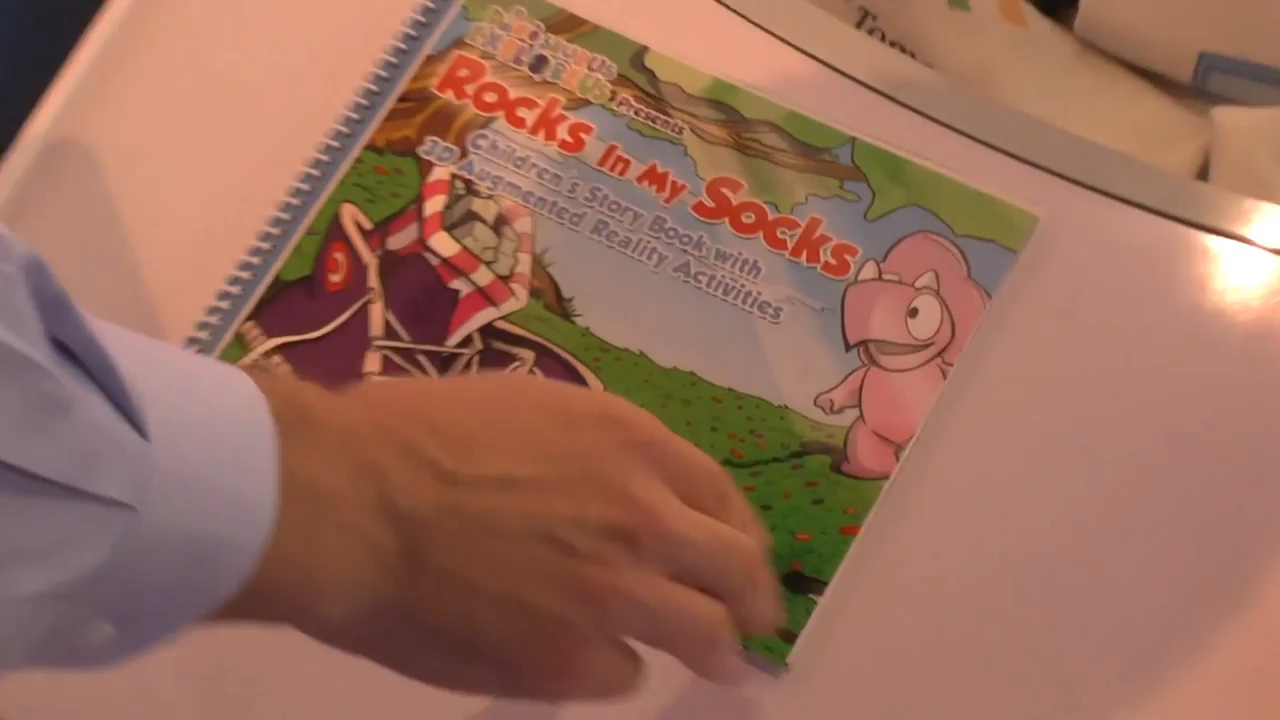 Presents
Rocks In My Socks
Children's Story Book with
3D Augmented Reality Activities